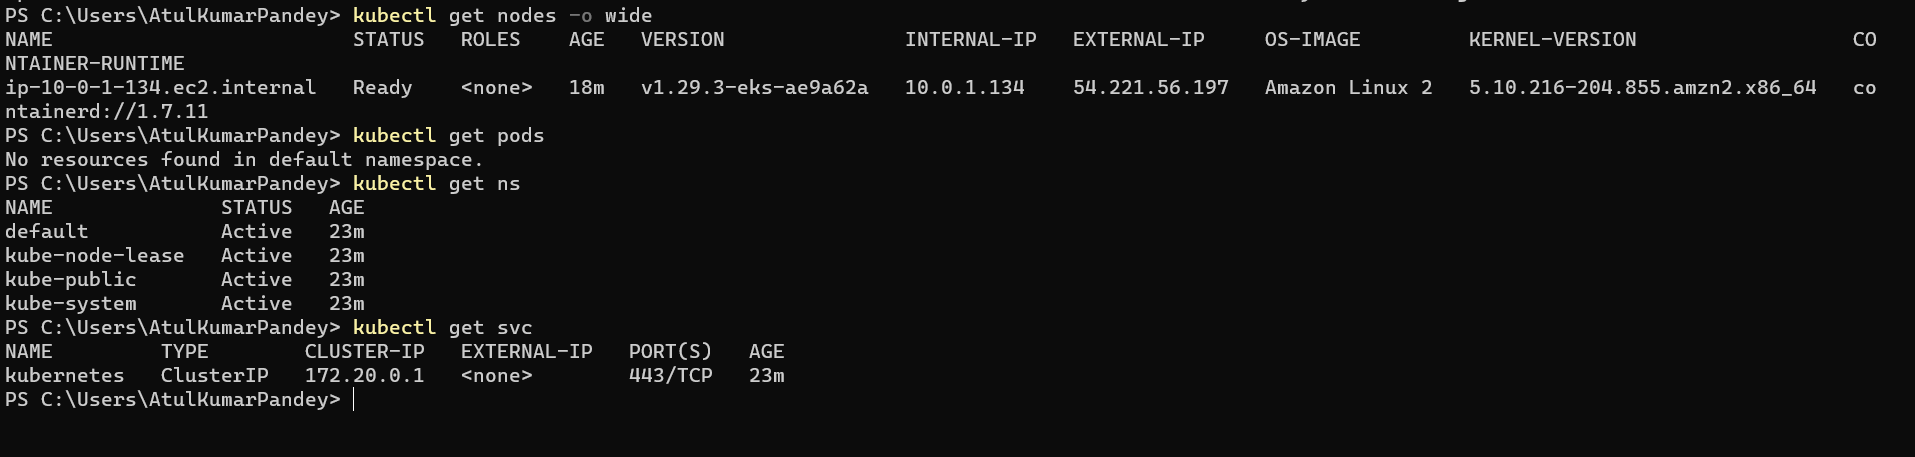 PS C:\Users\AtulKumarPandey> kubectl get nodes -o wide
NAME                         STATUS   ROLES    AGE   VERSION               INTERNAL-IP   EXTERNAL-IP     OS-IMAGE         KERNEL-VERSION                  CO
NTAINER-RUNTIME
ip-10-0-1-134.ec2.internal   Ready    <none>   18m   v1.29.3-eks-ae9a62a   10.0.1.134    54.221.56.197   Amazon Linux 2   5.10.216-204.855.amzn2.x86_64   co
ntainerd://1.7.11
PS C:\Users\AtulKumarPandey> kubectl get pods
No resources found in default namespace.
PS C:\Users\AtulKumarPandey> kubectl get ns
NAME              STATUS   AGE
default           Active   23m
kube-node-lease   Active   23m
kube-public       Active   23m
kube-system       Active   23m
PS C:\Users\AtulKumarPandey> kubectl get svc
NAME         TYPE        CLUSTER-IP   EXTERNAL-IP   PORT(S)   AGE
kubernetes   ClusterIP   172.20.0.1   <none>        443/TCP   23m
PS C:\Users\AtulKumarPandey>